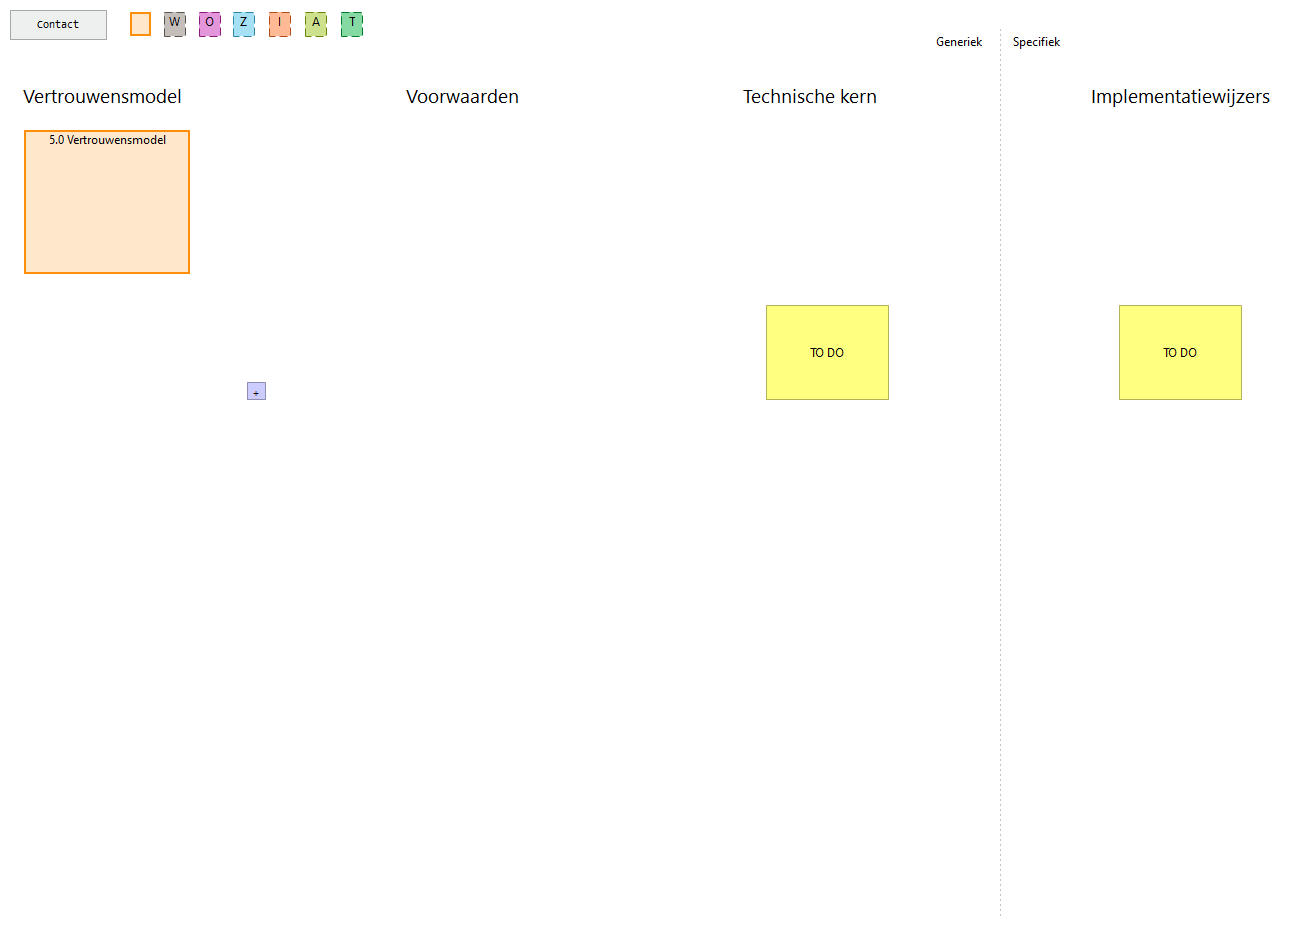 Contact
W O Z I A T
Generiek Specifiek
Vertrouwensmodel Voorwaarden Technische kern Implementatiewijzers
5.0 Vertrouwensmodel
TO DO TO DO
+